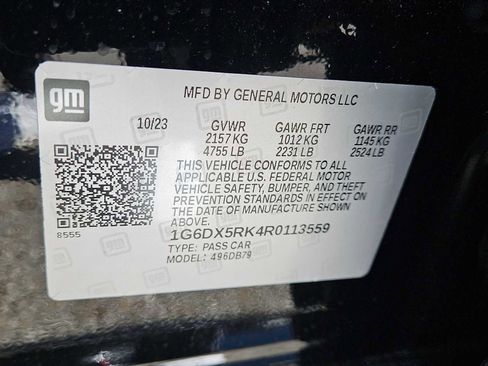 gm
MFD BY GENERAL MOTORS LLC
10/23 GVWR GAWR FRT GAWR RR
2157 KG 1012 KG 1145 KG
4755 LB 2231 LB 2524 LB
THIS VEHICLE CONFORMS TO ALL
APPLICABLE U.S. FEDERAL MOTOR
VEHICLE SAFETY, BUMPER, AND THEFT
PREVENTION STANDARDS IN EFFECT ON
THE DATE OF MANUFACTURE SHOWN ABOVE.
8555
1G6DX5RK4R0113559
TYPE: PASS CAR
MODEL: 496DB79